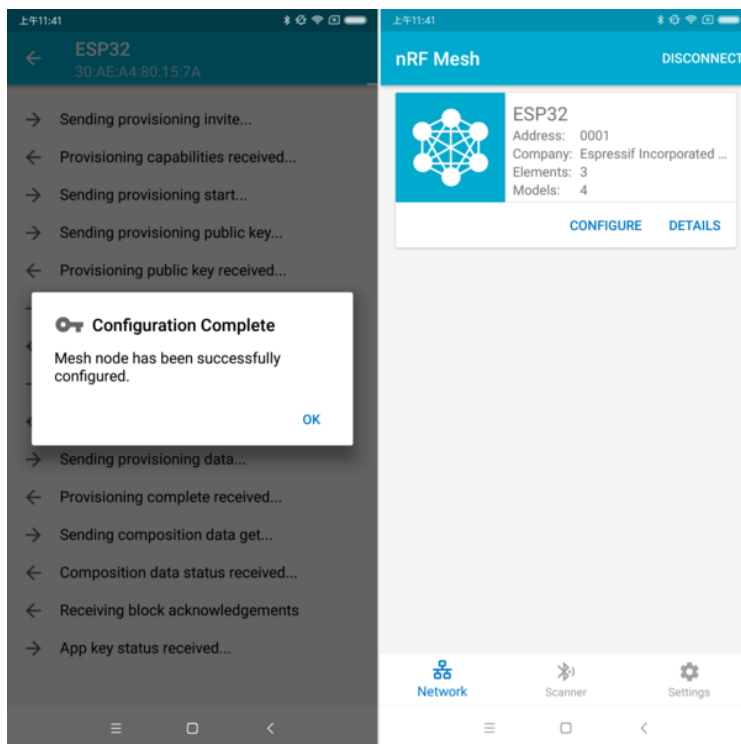 上午11:41
ESP32
30:AE:A4:80:15:7A
Sending provisioning invite...
Provisioning capabilities received...
Sending provisioning start...
Sending provisioning public key...
Provisioning public key received...
Configuration Complete
Mesh node has been successfully
configured.
OK
Sending provisioning data...
Provisioning complete received...
Sending composition data get...
Composition data status received...
Receiving block acknowledgements
App key status received...
上午11:41
nRF Mesh
DISCONNECT
ESP32
Address: 0001
Company: Espressif Incorporated ...
Elements: 3
Models: 4
CONFIGURE DETAILS
Network Scanner Settings